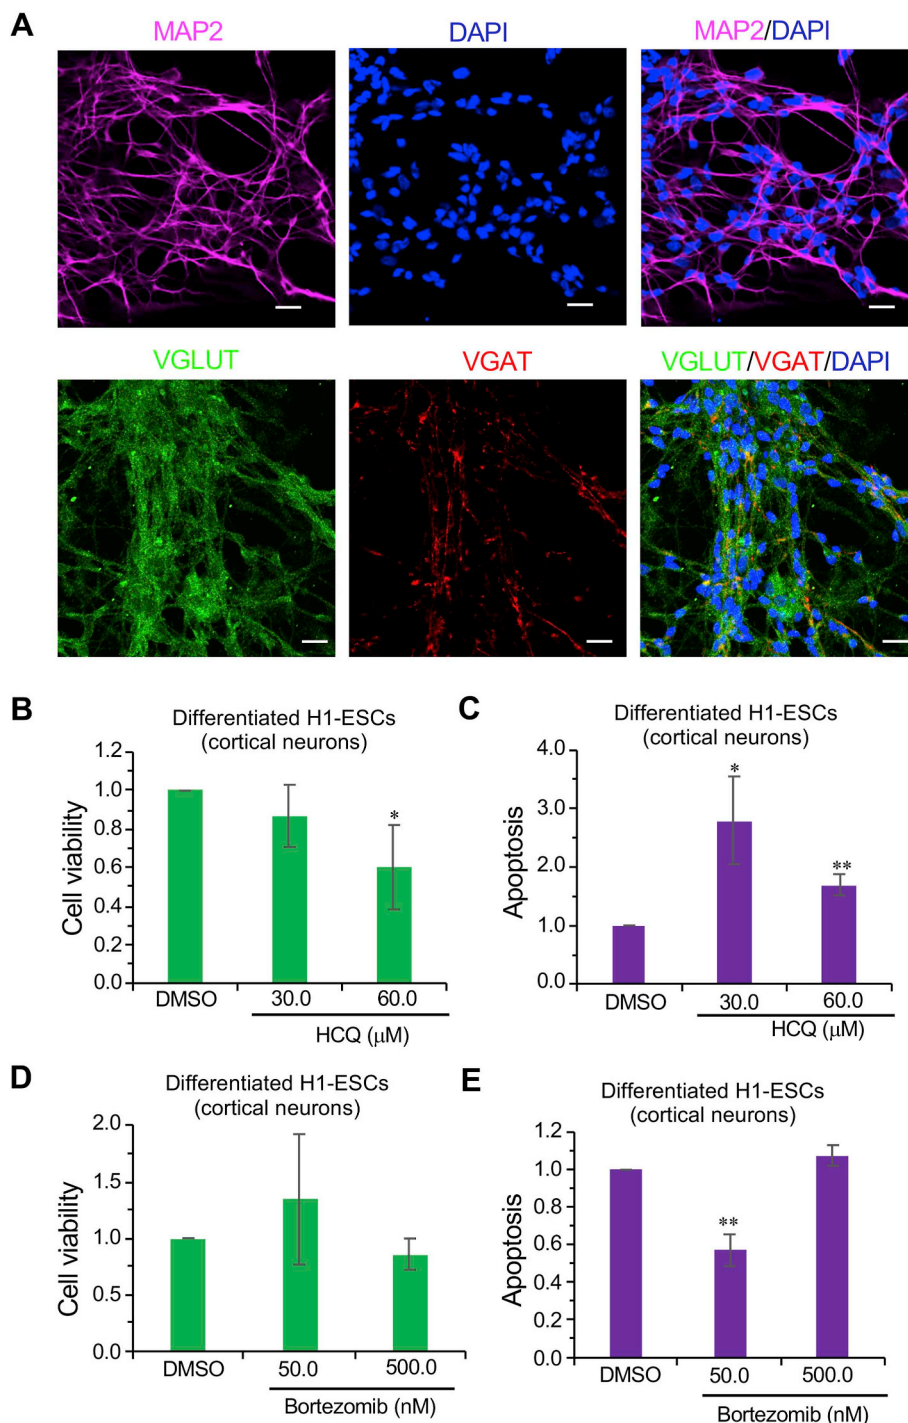 A
MAP2
DAPI
MAP2/DAPI
VGLUT
VGAT
VGLUT/VGAT/DAPI
B
Differentiated H1-ESCs
(cortical neurons)
Cell viability
1.2
1.0
0.8
0.6
0.4
0.2
0.0
*
DMSO
30.0
60.0
HCQ (μM)
C
Differentiated H1-ESCs
(cortical neurons)
Apoptosis
4.0
3.0
2.0
1.0
0.0
*
**
DMSO
30.0
60.0
HCQ (μM)
D
Differentiated H1-ESCs
(cortical neurons)
Cell viability
2.0
1.5
1.0
0.5
0.0
DMSO
50.0
500.0
Bortezomib (nM)
E
Differentiated H1-ESCs
(cortical neurons)
Apoptosis
1.2
1.0
0.8
0.6
0.4
0.2
0.0
**
DMSO
50.0
500.0
Bortezomib (nM)